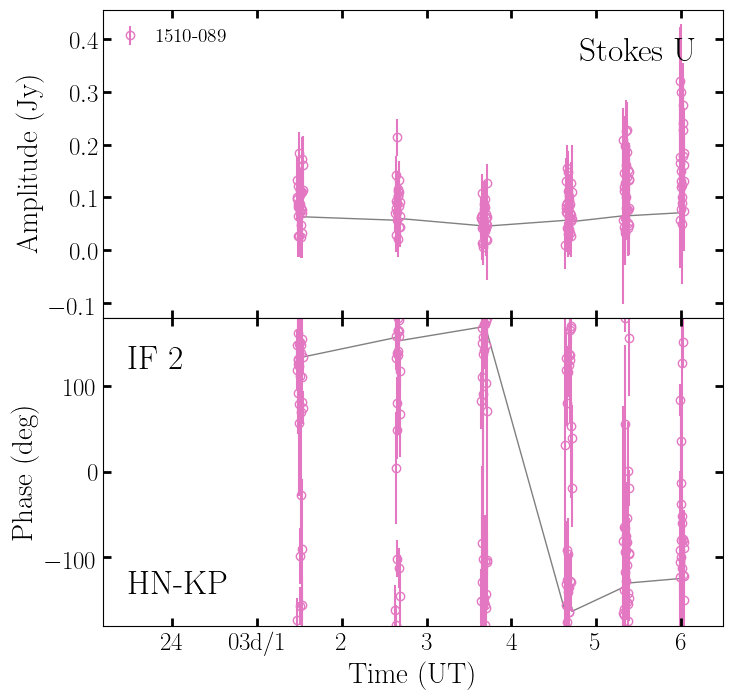 1510-089
Stokes U
0.4
0.3
0.2
0.1
0.0
−0.1
Amplitude (Jy)
IF 2
100
0
−100
Phase (deg)
HN-KP
24 03d/1 2 3 4 5 6
Time (UT)